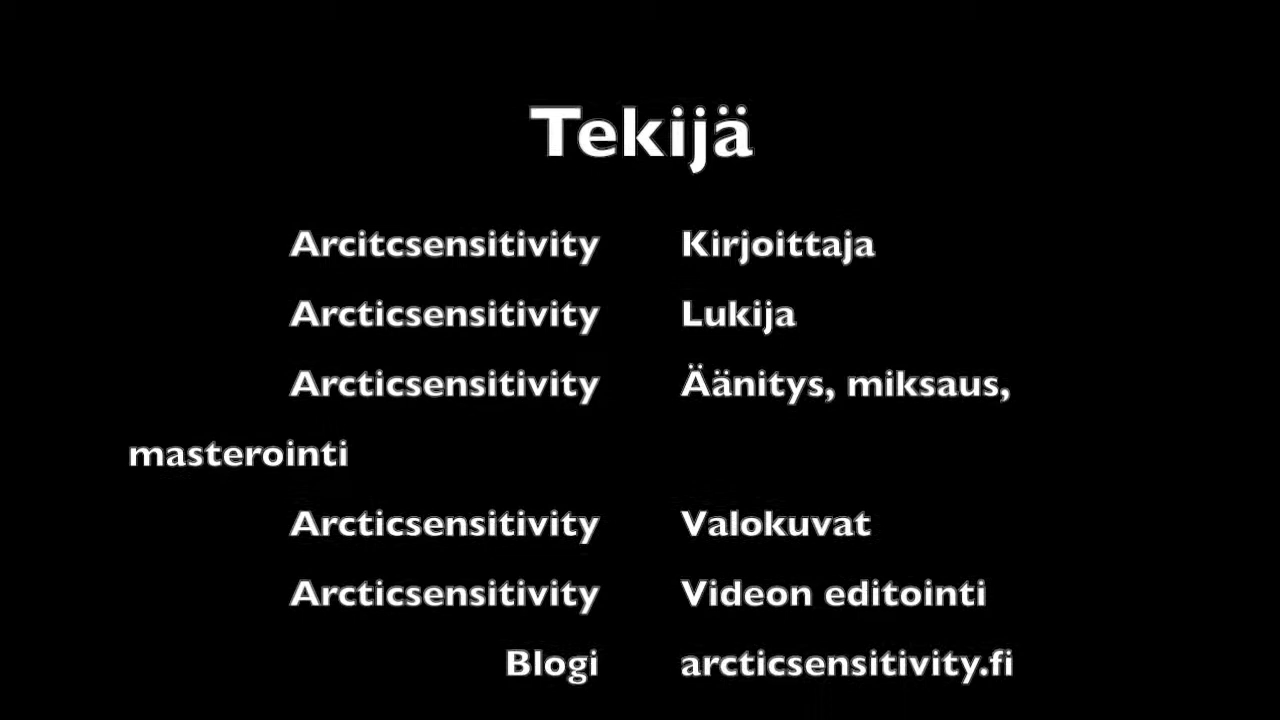 Tekijä
Arcitcsensitivity Kirjoittaja
Arcticsensitivity Lukija
Arcticsensitivity Äänitys, miksaus,
masterointi
Arcticsensitivity Valokuvat
Arcticsensitivity Videon editointi
Blogi arcticsensitivity.fi